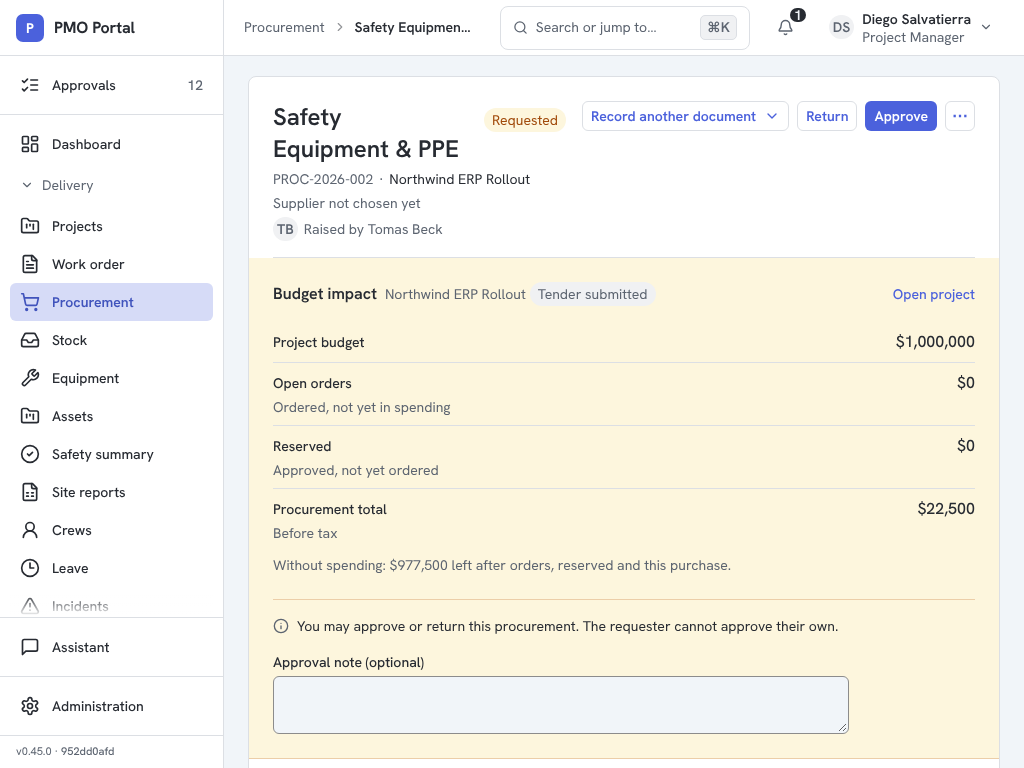 P PMO Portal
Procurement > Safety Equipmen...
Search or jump to... ⌘K
1
DS Diego Salvatierra
Project Manager
Approvals 12
Dashboard
Delivery
Projects
Work order
Procurement
Stock
Equipment
Assets
Safety summary
Site reports
Crews
Leave
Incidents
Assistant
Administration
v0.45.0 · 952dd0afd
Safety
Equipment & PPE
Requested
Record another document
Return
Approve
PROC-2026-002 · Northwind ERP Rollout
Supplier not chosen yet
TB Raised by Tomas Beck
Budget impact Northwind ERP Rollout Tender submitted Open project
Project budget $1,000,000
Open orders $0
Ordered, not yet in spending
Reserved $0
Approved, not yet ordered
Procurement total $22,500
Before tax
Without spending: $977,500 left after orders, reserved and this purchase.
You may approve or return this procurement. The requester cannot approve their own.
Approval note (optional)